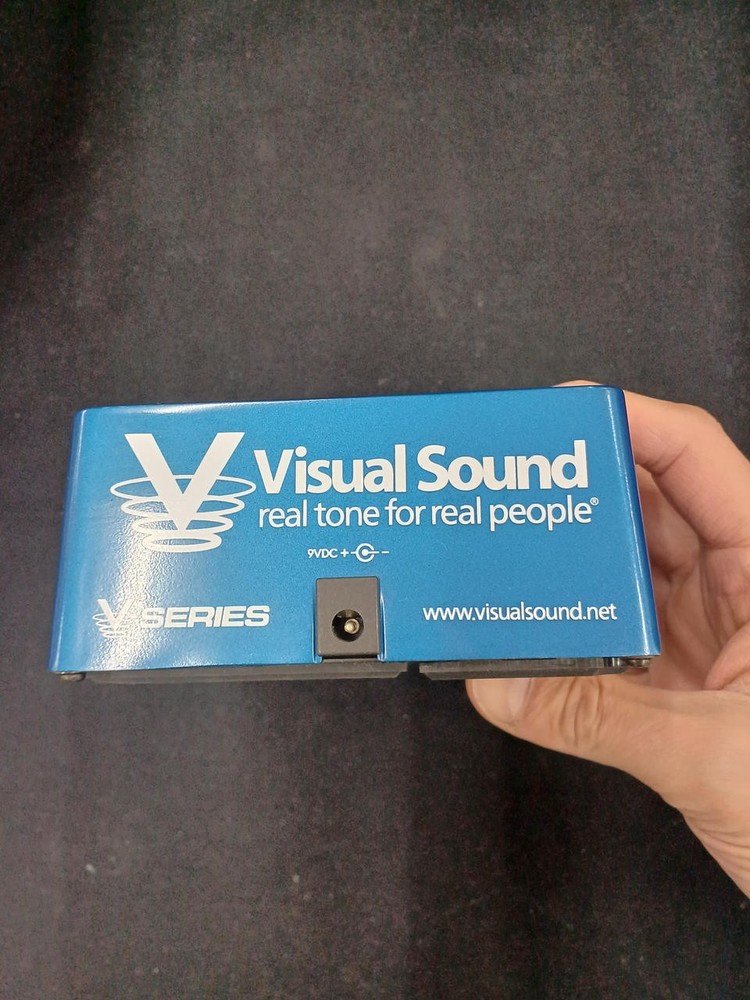 Visual Sound
real tone for real people®
9VDC + -
V SERIES
www.visualsound.net